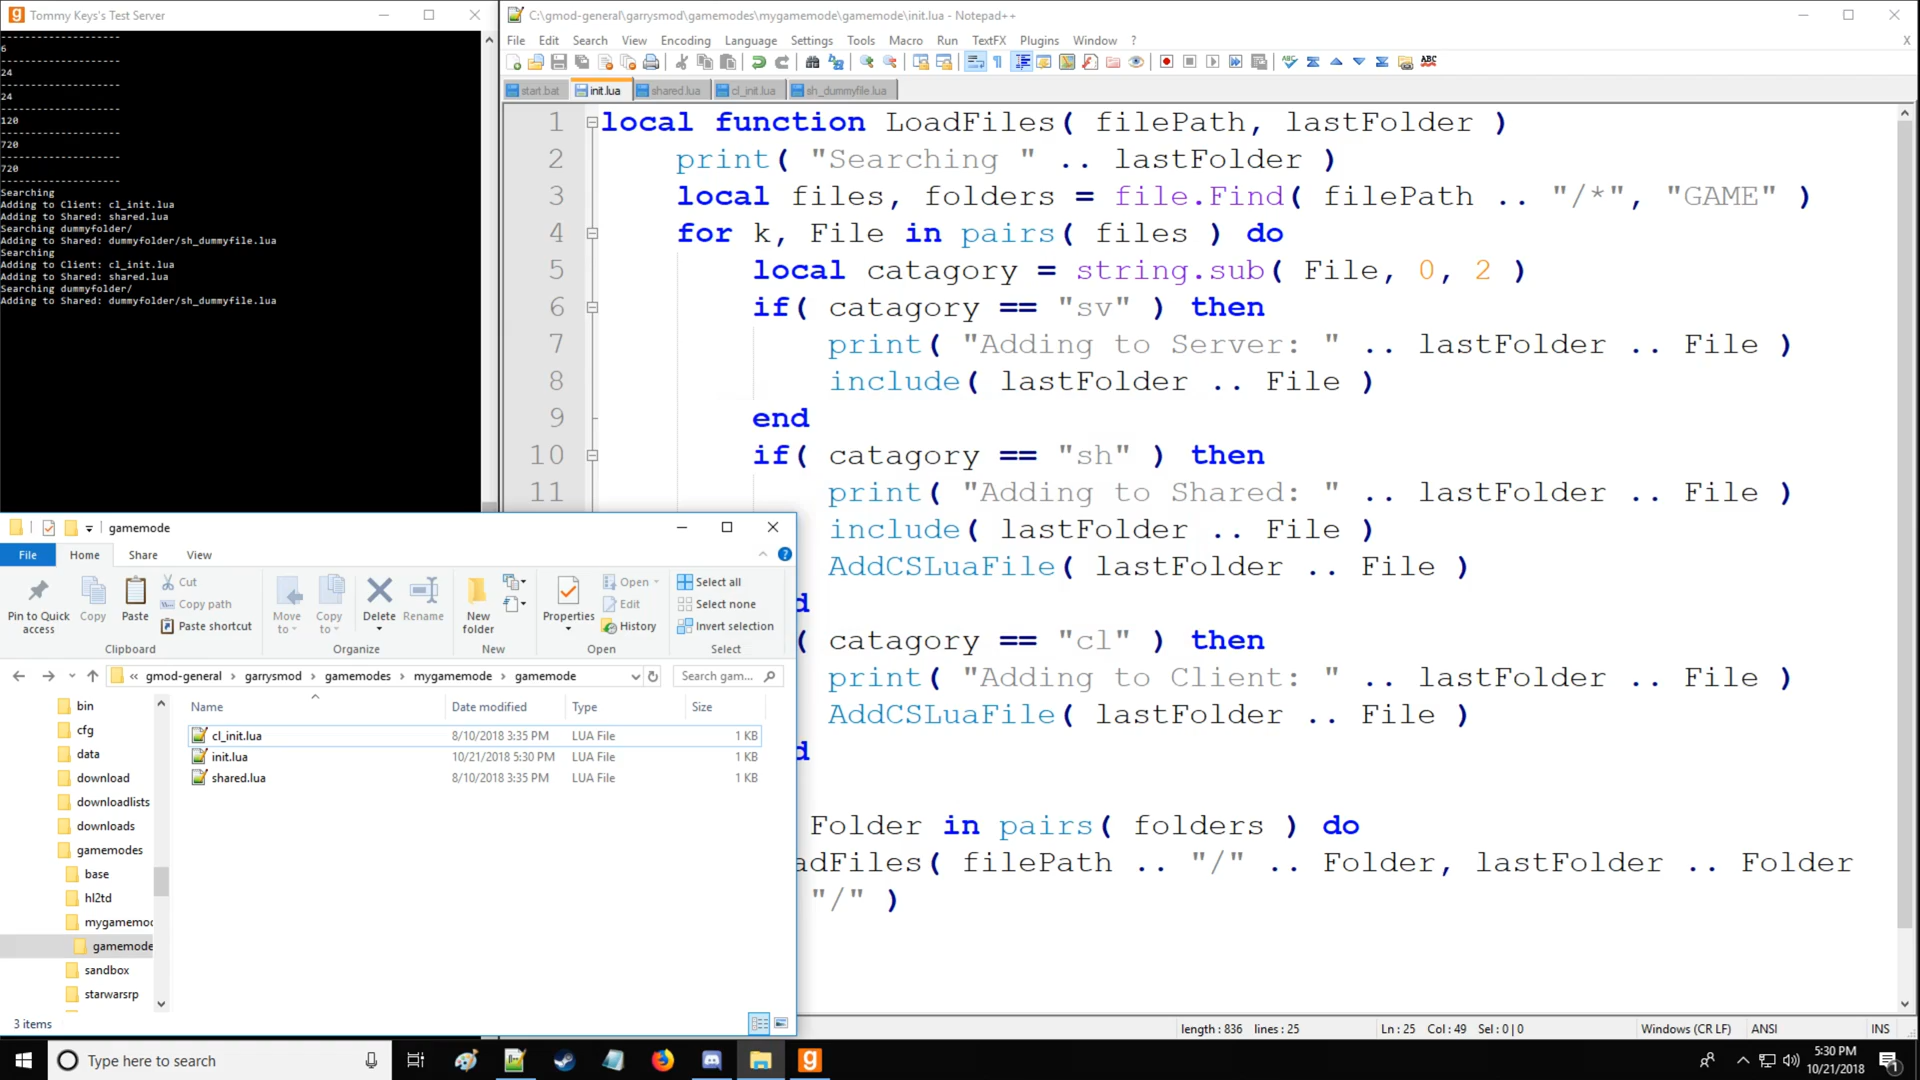 Tommy Keys's Test Server
--------------------
6
--------------------
24
--------------------
24
--------------------
120
--------------------
720
--------------------
720
--------------------
Searching
Adding to Client: cl_init.lua
Adding to Shared: shared.lua
Searching dummyfolder/
Adding to Shared: dummyfolder/sh_dummyfile.lua
Searching
Adding to Client: cl_init.lua
Adding to Shared: shared.lua
Searching dummyfolder/
Adding to Shared: dummyfolder/sh_dummyfile.lua
C:\gmod-general\garrysmod\gamemodes\mygamemode\gamemode\init.lua - Notepad++
File Edit Search View Encoding Language Settings Tools Macro Run TextFX Plugins Window ? X
start.bat init.lua shared.lua cl_init.lua sh_dummyfile.lua
1 local function LoadFiles( filePath, lastFolder )
2 print( "Searching " .. lastFolder )
3 local files, folders = file.Find( filePath .. "/*", "GAME" )
4 for k, File in pairs( files ) do
5 local catagory = string.sub( File, 0, 2 )
6 if( catagory == "sv" ) then
7 print( "Adding to Server: " .. lastFolder .. File )
8 include( lastFolder .. File )
9 end
10 if( catagory == "sh" ) then
11 print( "Adding to Shared: " .. lastFolder .. File )
include( lastFolder .. File )
AddCSLuaFile( lastFolder .. File )
d
( catagory == "cl" ) then
print( "Adding to Client: " .. lastFolder .. File )
AddCSLuaFile( lastFolder .. File )
d
Folder in pairs( folders ) do
adFiles( filePath .. "/" .. Folder, lastFolder .. Folder
"/" )
length : 836 lines : 25 Ln : 25 Col : 49 Sel : 0 | 0 Windows (CR LF) ANSI INS
gamemode
File Home Share View
Pin to Quick access
Copy
Paste
Cut
Copy path
Paste shortcut
Clipboard
Move to
Copy to
Delete
Rename
Organize
New folder
New
Properties
Open
Edit
History
Open
Select all
Select none
Invert selection
Select
« gmod-general › garrysmod › gamemodes › mygamemode › gamemode
Search gam...
bin
cfg
data
download
downloadlists
downloads
gamemodes
base
hl2td
mygamemod
gamemode
sandbox
starwarsrp
Name Date modified Type Size
cl_init.lua 8/10/2018 3:35 PM LUA File 1 KB
init.lua 10/21/2018 5:30 PM LUA File 1 KB
shared.lua 8/10/2018 3:35 PM LUA File 1 KB
3 items
Type here to search
5:30 PM
10/21/2018
1